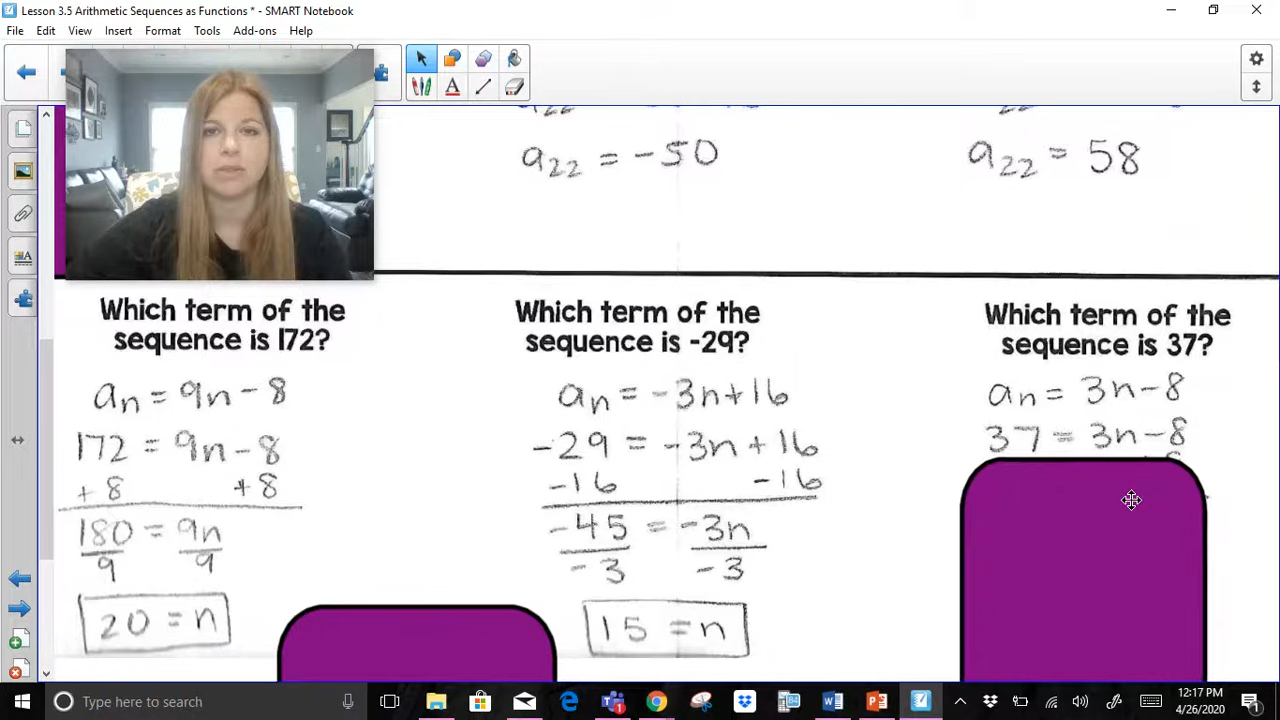 Lesson 3.5 Arithmetic Sequences as Functions * - SMART Notebook
File Edit View Insert Format Tools Add-ons Help
a22 = -50
a22 = 58
Which term of the
sequence is 172?
an = 9n - 8
172 = 9n - 8
+8 +8
180 = 9n
9 9
20 = n
Which term of the
sequence is -29?
an = -3n + 16
-29 = -3n + 16
-16 -16
-45 = -3n
-3 -3
15 = n
Which term of the
sequence is 37?
an = 3n - 8
37 = 3n - 8
Type here to search
12:17 PM
4/26/2020